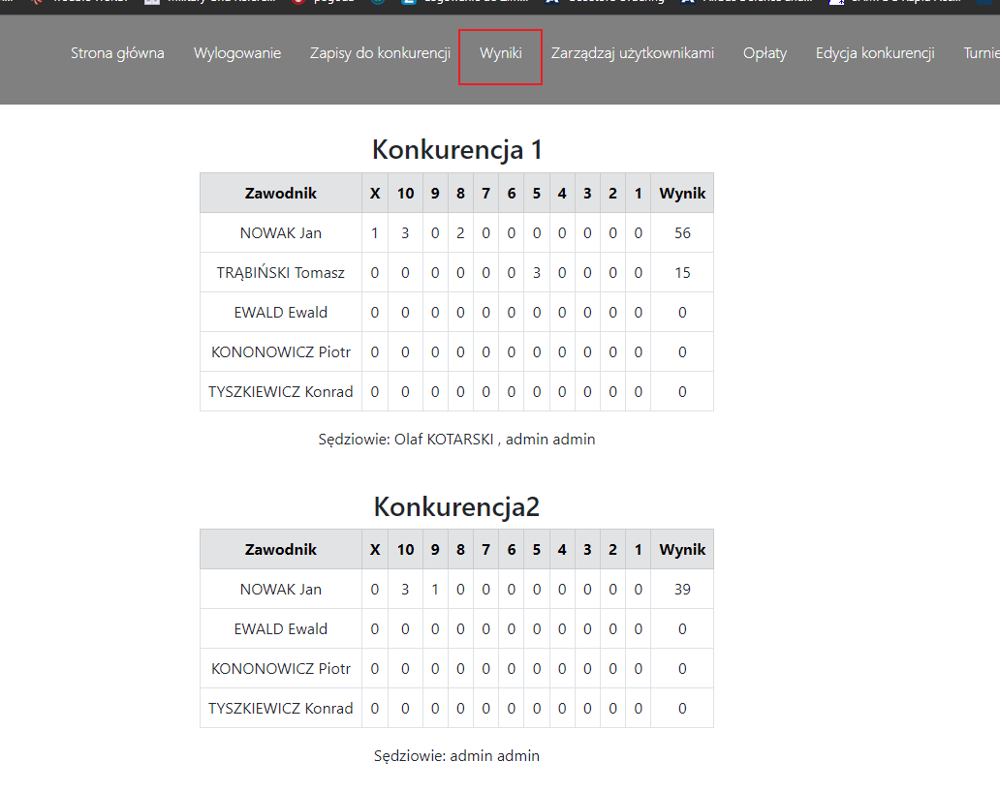 pogoda
Strona główna Wylogowanie Zapisy do konkurencji Wyniki Zarządzaj użytkownikami Opłaty Edycja konkurencji
Konkurencja 1
Zawodnik X 10 9 8 7 6 5 4 3 2 1 Wynik
NOWAK Jan 1 3 0 2 0 0 0 0 0 0 0 56
TRĄBIŃSKI Tomasz 0 0 0 0 0 0 3 0 0 0 0 15
EWALD Ewald 0 0 0 0 0 0 0 0 0 0 0 0
KONONOWICZ Piotr 0 0 0 0 0 0 0 0 0 0 0 0
TYSZKIEWICZ Konrad 0 0 0 0 0 0 0 0 0 0 0 0
Sędziowie: Olaf KOTARSKI , admin admin
Konkurencja2
Zawodnik X 10 9 8 7 6 5 4 3 2 1 Wynik
NOWAK Jan 0 3 1 0 0 0 0 0 0 0 0 39
EWALD Ewald 0 0 0 0 0 0 0 0 0 0 0 0
KONONOWICZ Piotr 0 0 0 0 0 0 0 0 0 0 0 0
TYSZKIEWICZ Konrad 0 0 0 0 0 0 0 0 0 0 0 0
Sędziowie: admin admin